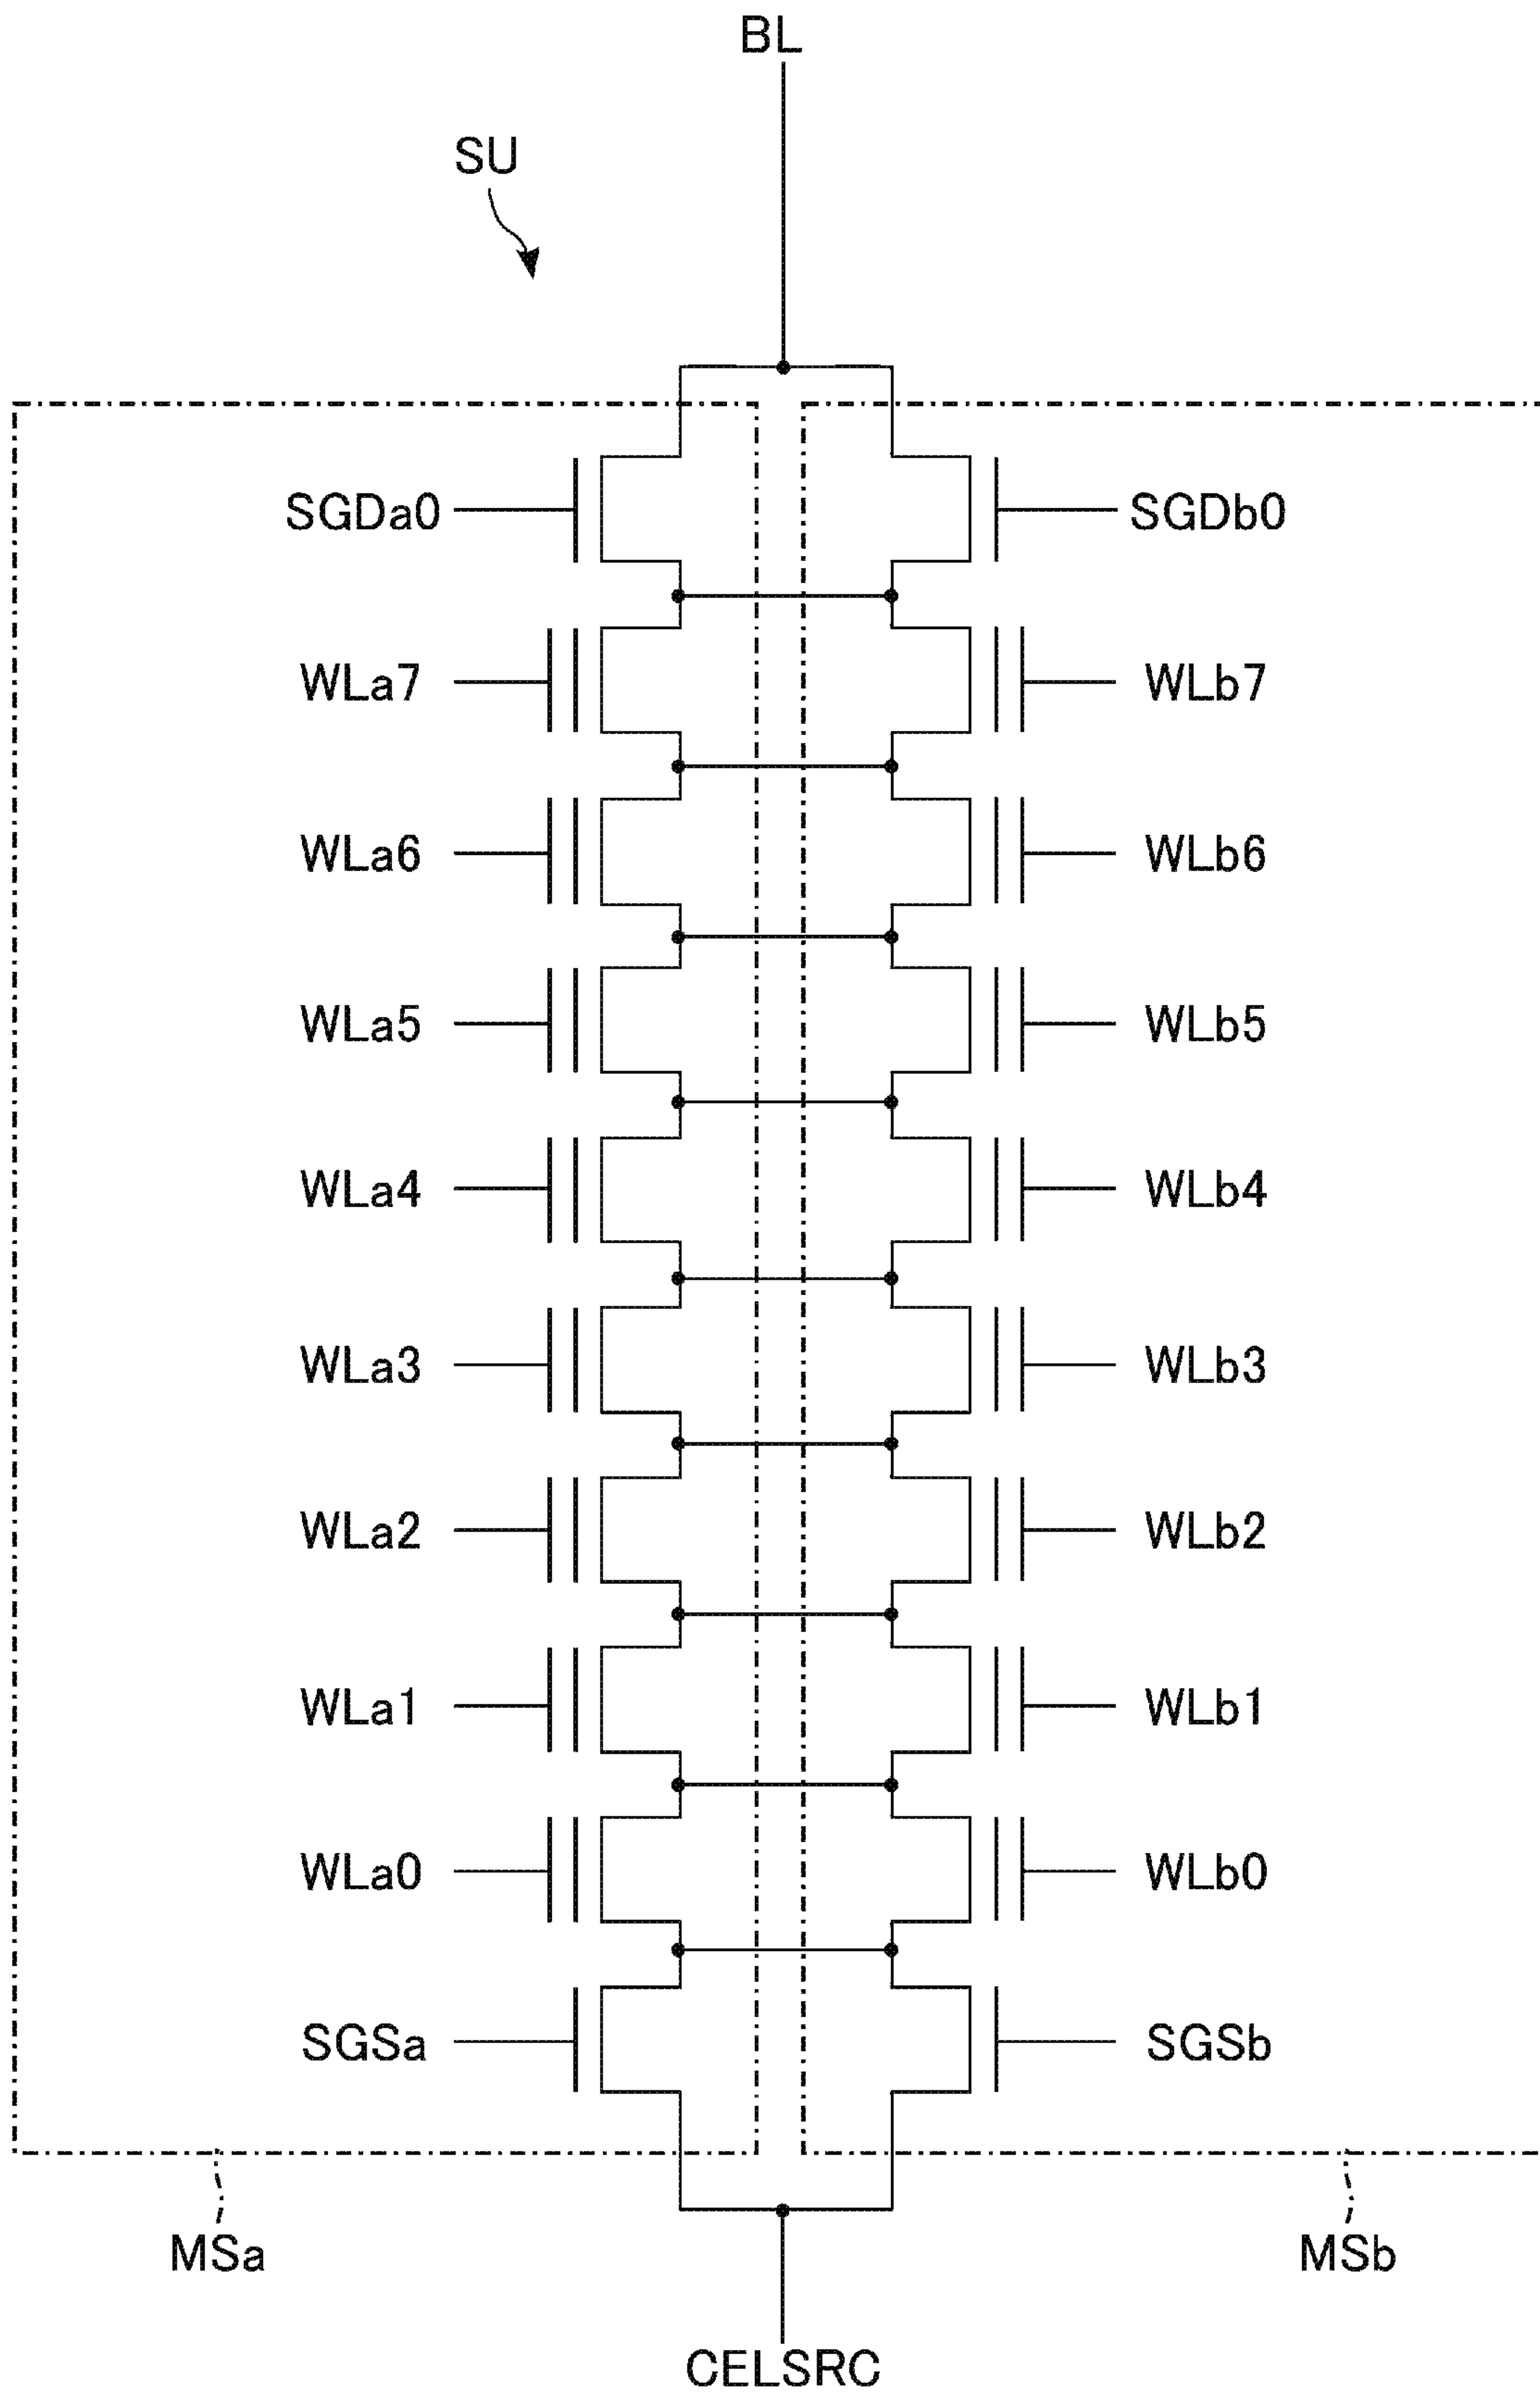 BL
SU
SGDa0 SGDb0
WLa7 WLb7
WLa6 WLb6
WLa5 WLb5
WLa4 WLb4
WLa3 WLb3
WLa2 WLb2
WLa1 WLb1
WLa0 WLb0
SGSa SGSb
MSa MSb
CELSRC